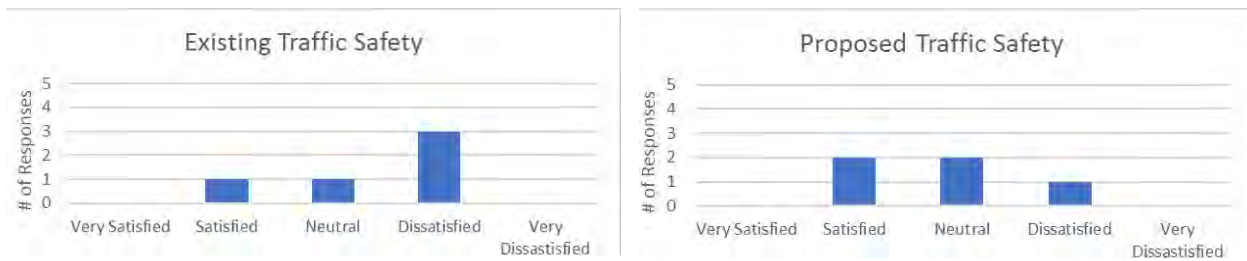 Existing Traffic Safety
# of Responses
5
4
3
2
1
0
Very Satisfied Satisfied Neutral Dissatisfied Very
Dissastisfied
Proposed Traffic Safety
# of Responses
5
4
3
2
1
0
Very Satisfied Satisfied Neutral Dissatisfied Very
Dissatisfied